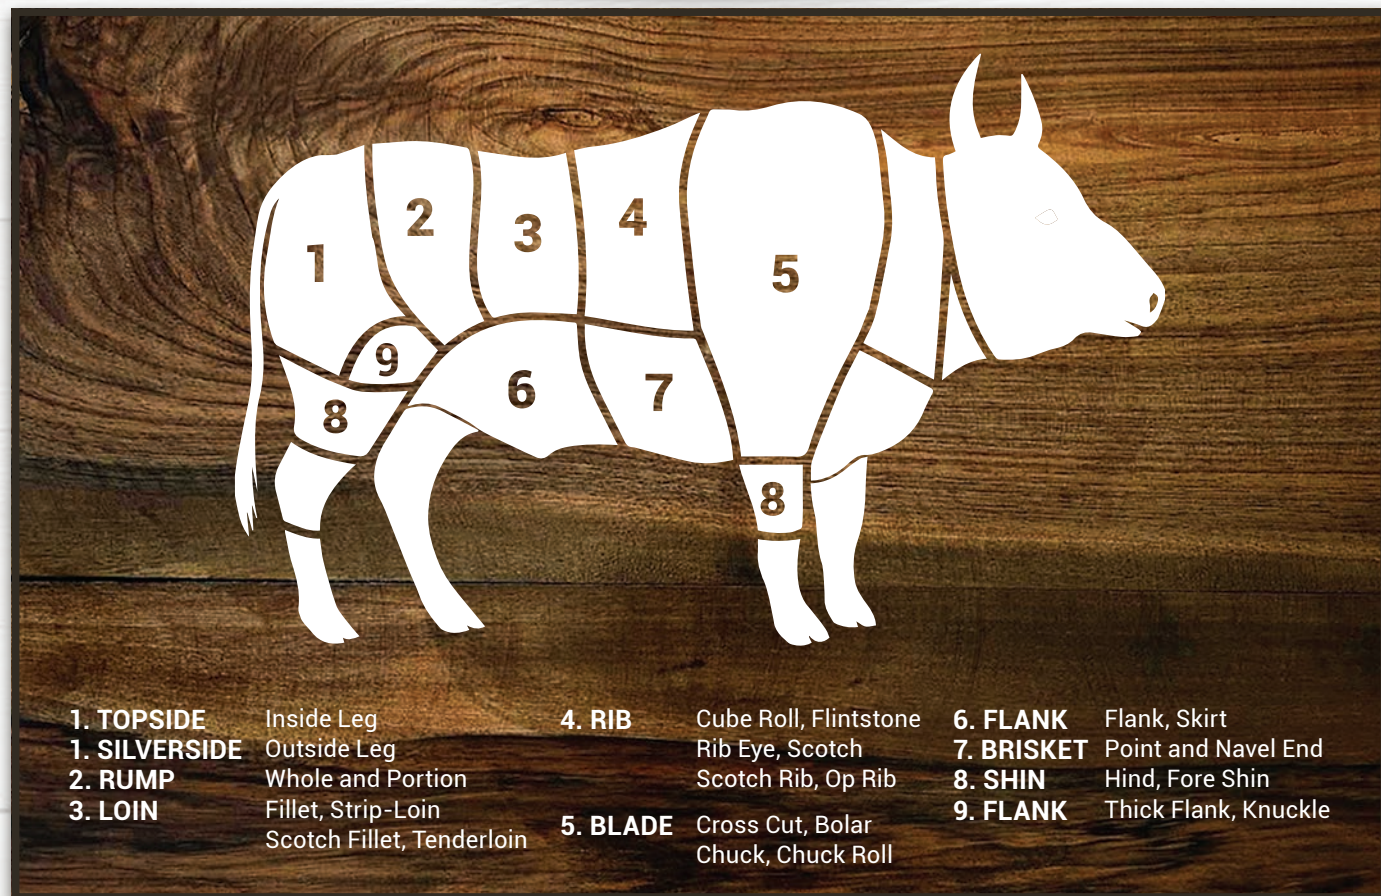 1
2
3
4
5
9
6
7
8
8
1. TOPSIDE Inside Leg
1. SILVERSIDE Outside Leg
2. RUMP Whole and Portion
3. LOIN Fillet, Strip-Loin
Scotch Fillet, Tenderloin
4. RIB Cube Roll, Flintstone
Rib Eye, Scotch
Scotch Rib, Op Rib
5. BLADE Cross Cut, Bolar
Chuck, Chuck Roll
6. FLANK Flank, Skirt
7. BRISKET Point and Navel End
8. SHIN Hind, Fore Shin
9. FLANK Thick Flank, Knuckle